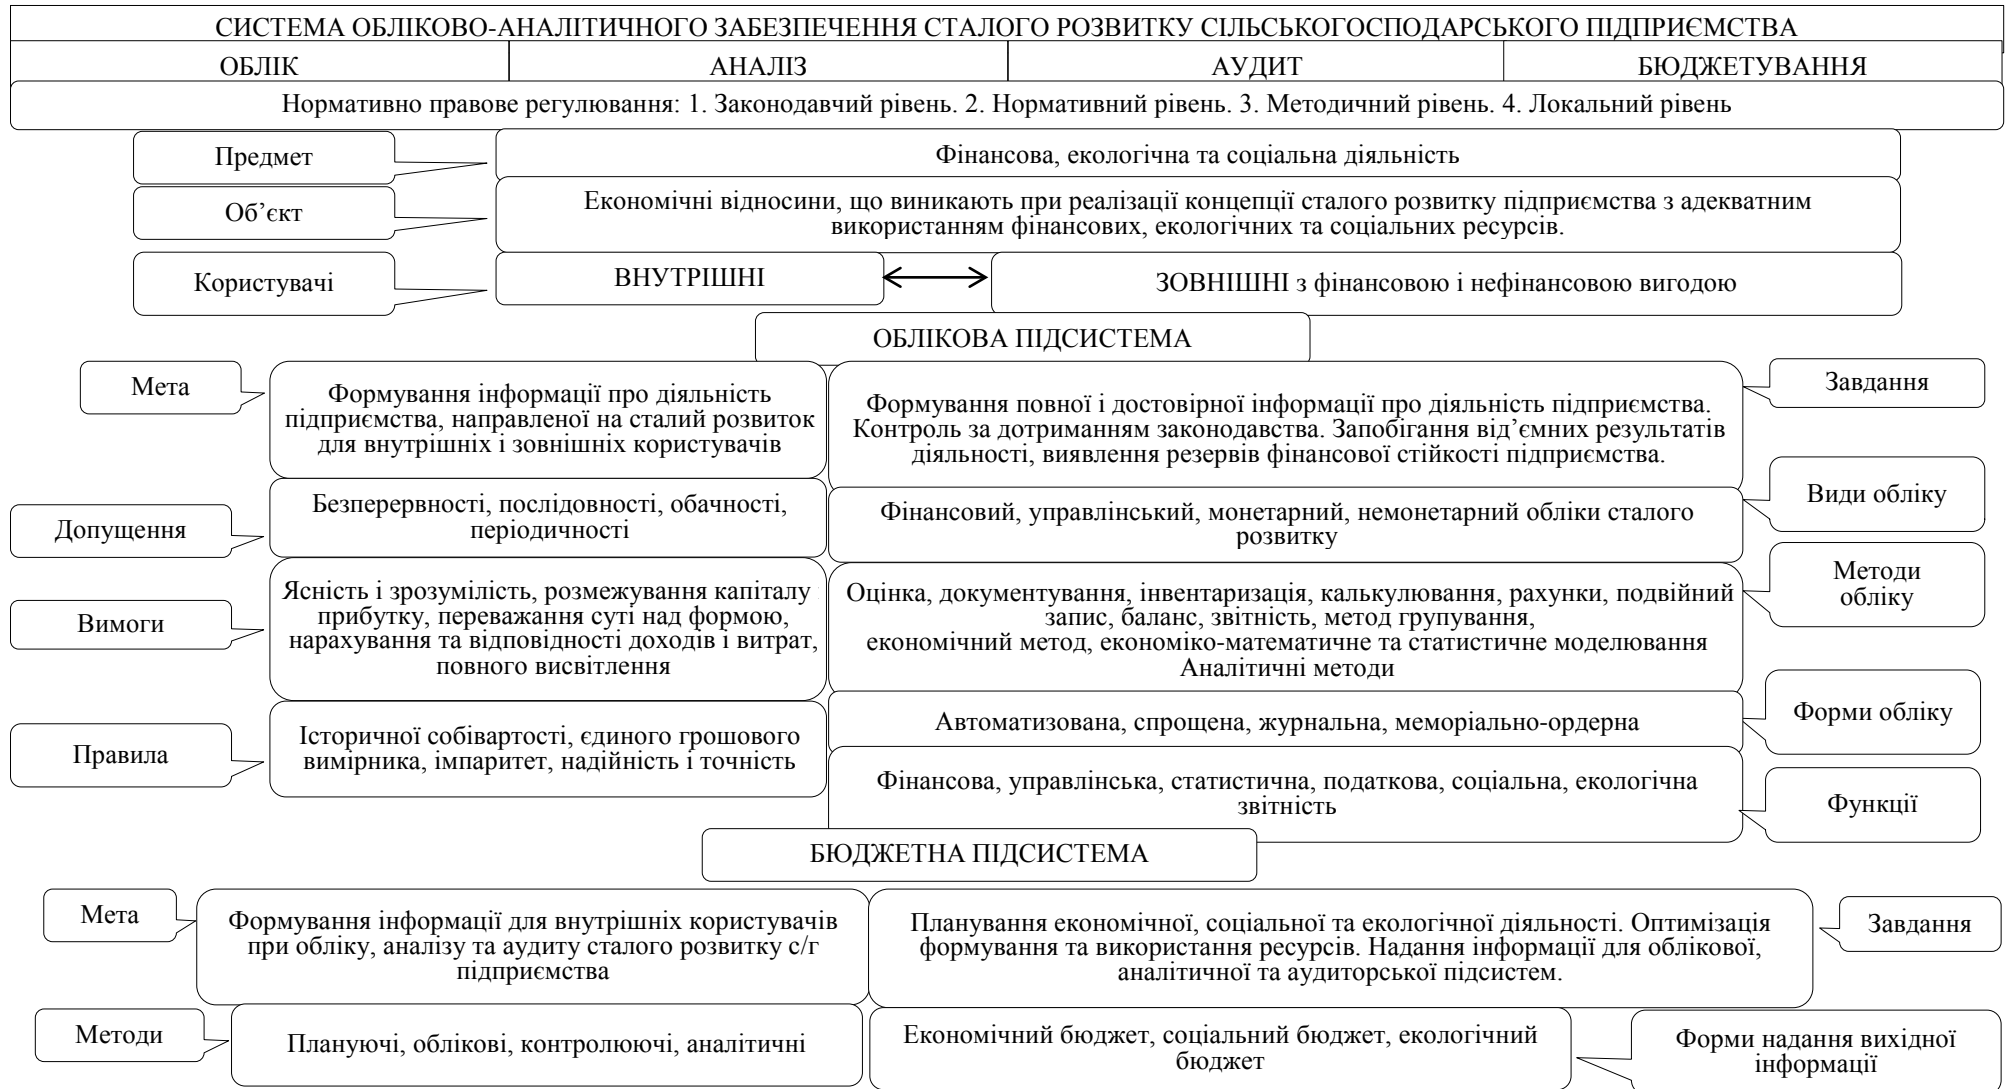 СИСТЕМА ОБЛІКОВО-АНАЛІТИЧНОГО ЗАБЕЗПЕЧЕННЯ СТАЛОГО РОЗВИТКУ СІЛЬСЬКОГОСПОДАРСЬКОГО ПІДПРИЄМСТВА
ОБЛІК
АНАЛІЗ
АУДИТ
БЮДЖЕТУВАННЯ
Нормативно правове регулювання: 1. Законодавчий рівень. 2. Нормативний рівень. 3. Методичний рівень. 4. Локальний рівень
Предмет
Фінансова, екологічна та соціальна діяльність
Об’єкт
Економічні відносини, що виникають при реалізації концепції сталого розвитку підприємства з адекватним
використанням фінансових, екологічних та соціальних ресурсів.
Користувачі
ВНУТРІШНІ
ЗОВНІШНІ з фінансовою і нефінансовою вигодою
ОБЛІКОВА ПІДСИСТЕМА
Мета
Формування інформації про діяльність
підприємства, направленої на сталий розвиток
для внутрішніх і зовнішніх користувачів
Формування повної і достовірної інформації про діяльність підприємства.
Контроль за дотриманням законодавства. Запобігання від’ємних результатів
діяльності, виявлення резервів фінансової стійкості підприємства.
Завдання
Допущення
Безперервності, послідовності, обачності,
періодичності
Фінансовий, управлінський, монетарний, немонетарний обліки сталого
розвитку
Види обліку
Вимоги
Ясність і зрозумілість, розмежування капіталу
прибутку, переважання суті над формою,
нарахування та відповідності доходів і витрат,
повного висвітлення
Оцінка, документування, інвентаризація, калькулювання, рахунки, подвійний
запис, баланс, звітність, метод групування,
економічний метод, економіко-математичне та статистичне моделювання
Аналітичні методи
Методи
обліку
Правила
Історичної собівартості, єдиного грошового
вимірника, імпаритет, надійність і точність
Автоматизована, спрощена, журнальна, меморіально-ордерна
Форми обліку
Фінансова, управлінська, статистична, податкова, соціальна, екологічна
звітність
Функції
БЮДЖЕТНА ПІДСИСТЕМА
Мета
Формування інформації для внутрішніх користувачів
при обліку, аналізу та аудиту сталого розвитку с/г
підприємства
Планування економічної, соціальної та екологічної діяльності. Оптимізація
формування та використання ресурсів. Надання інформації для облікової,
аналітичної та аудиторської підсистем.
Завдання
Методи
Плануючі, облікові, контролюючі, аналітичні
Економічний бюджет, соціальний бюджет, екологічний
бюджет
Форми надання вихідної
інформації